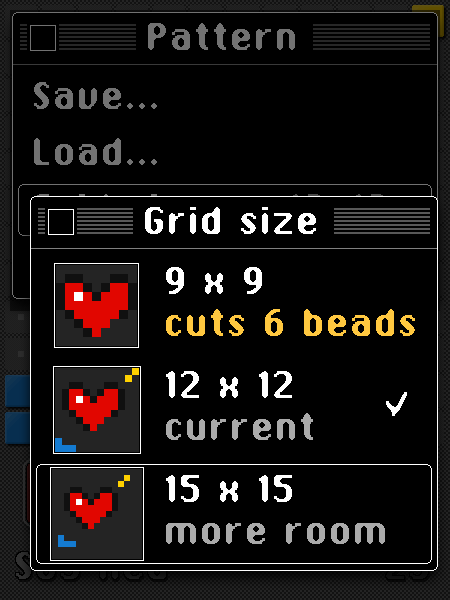 Pattern
Save...
Load...
Grid size
9 x 9
cuts 6 beads
12 x 12
current
15 x 15
more room